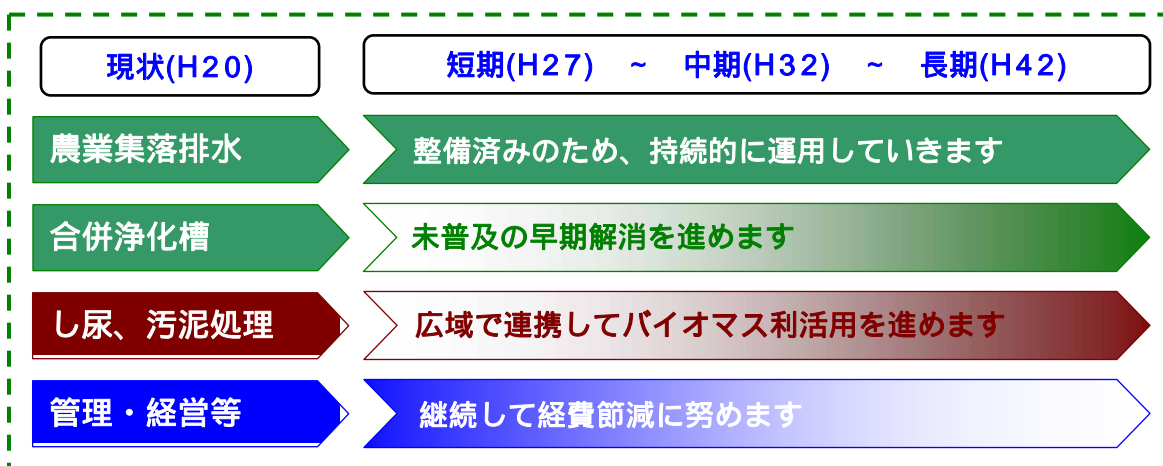 現状(H20)
短期(H27) ~ 中期(H32) ~ 長期(H42)
農業集落排水
整備済みのため、持続的に運用していきます
合併浄化槽
未普及の早期解消を進めます
し尿、汚泥処理
広域で連携してバイオマス利活用を進めます
管理・経営等
継続して経費節減に努めます